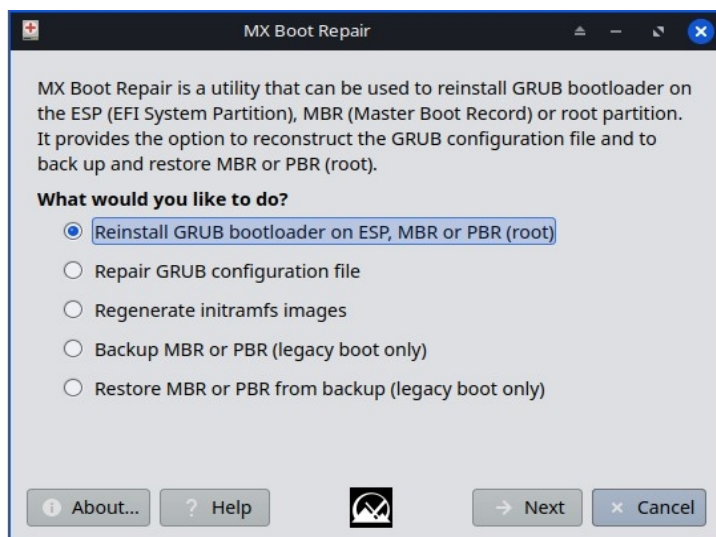 MX Boot Repair
MX Boot Repair is a utility that can be used to reinstall GRUB bootloader on
the ESP (EFI System Partition), MBR (Master Boot Record) or root partition.
It provides the option to reconstruct the GRUB configuration file and to
back up and restore MBR or PBR (root).
What would you like to do?
Reinstall GRUB bootloader on ESP, MBR or PBR (root)
Repair GRUB configuration file
Regenerate initramfs images
Backup MBR or PBR (legacy boot only)
Restore MBR or PBR from backup (legacy boot only)
About... Help Next Cancel